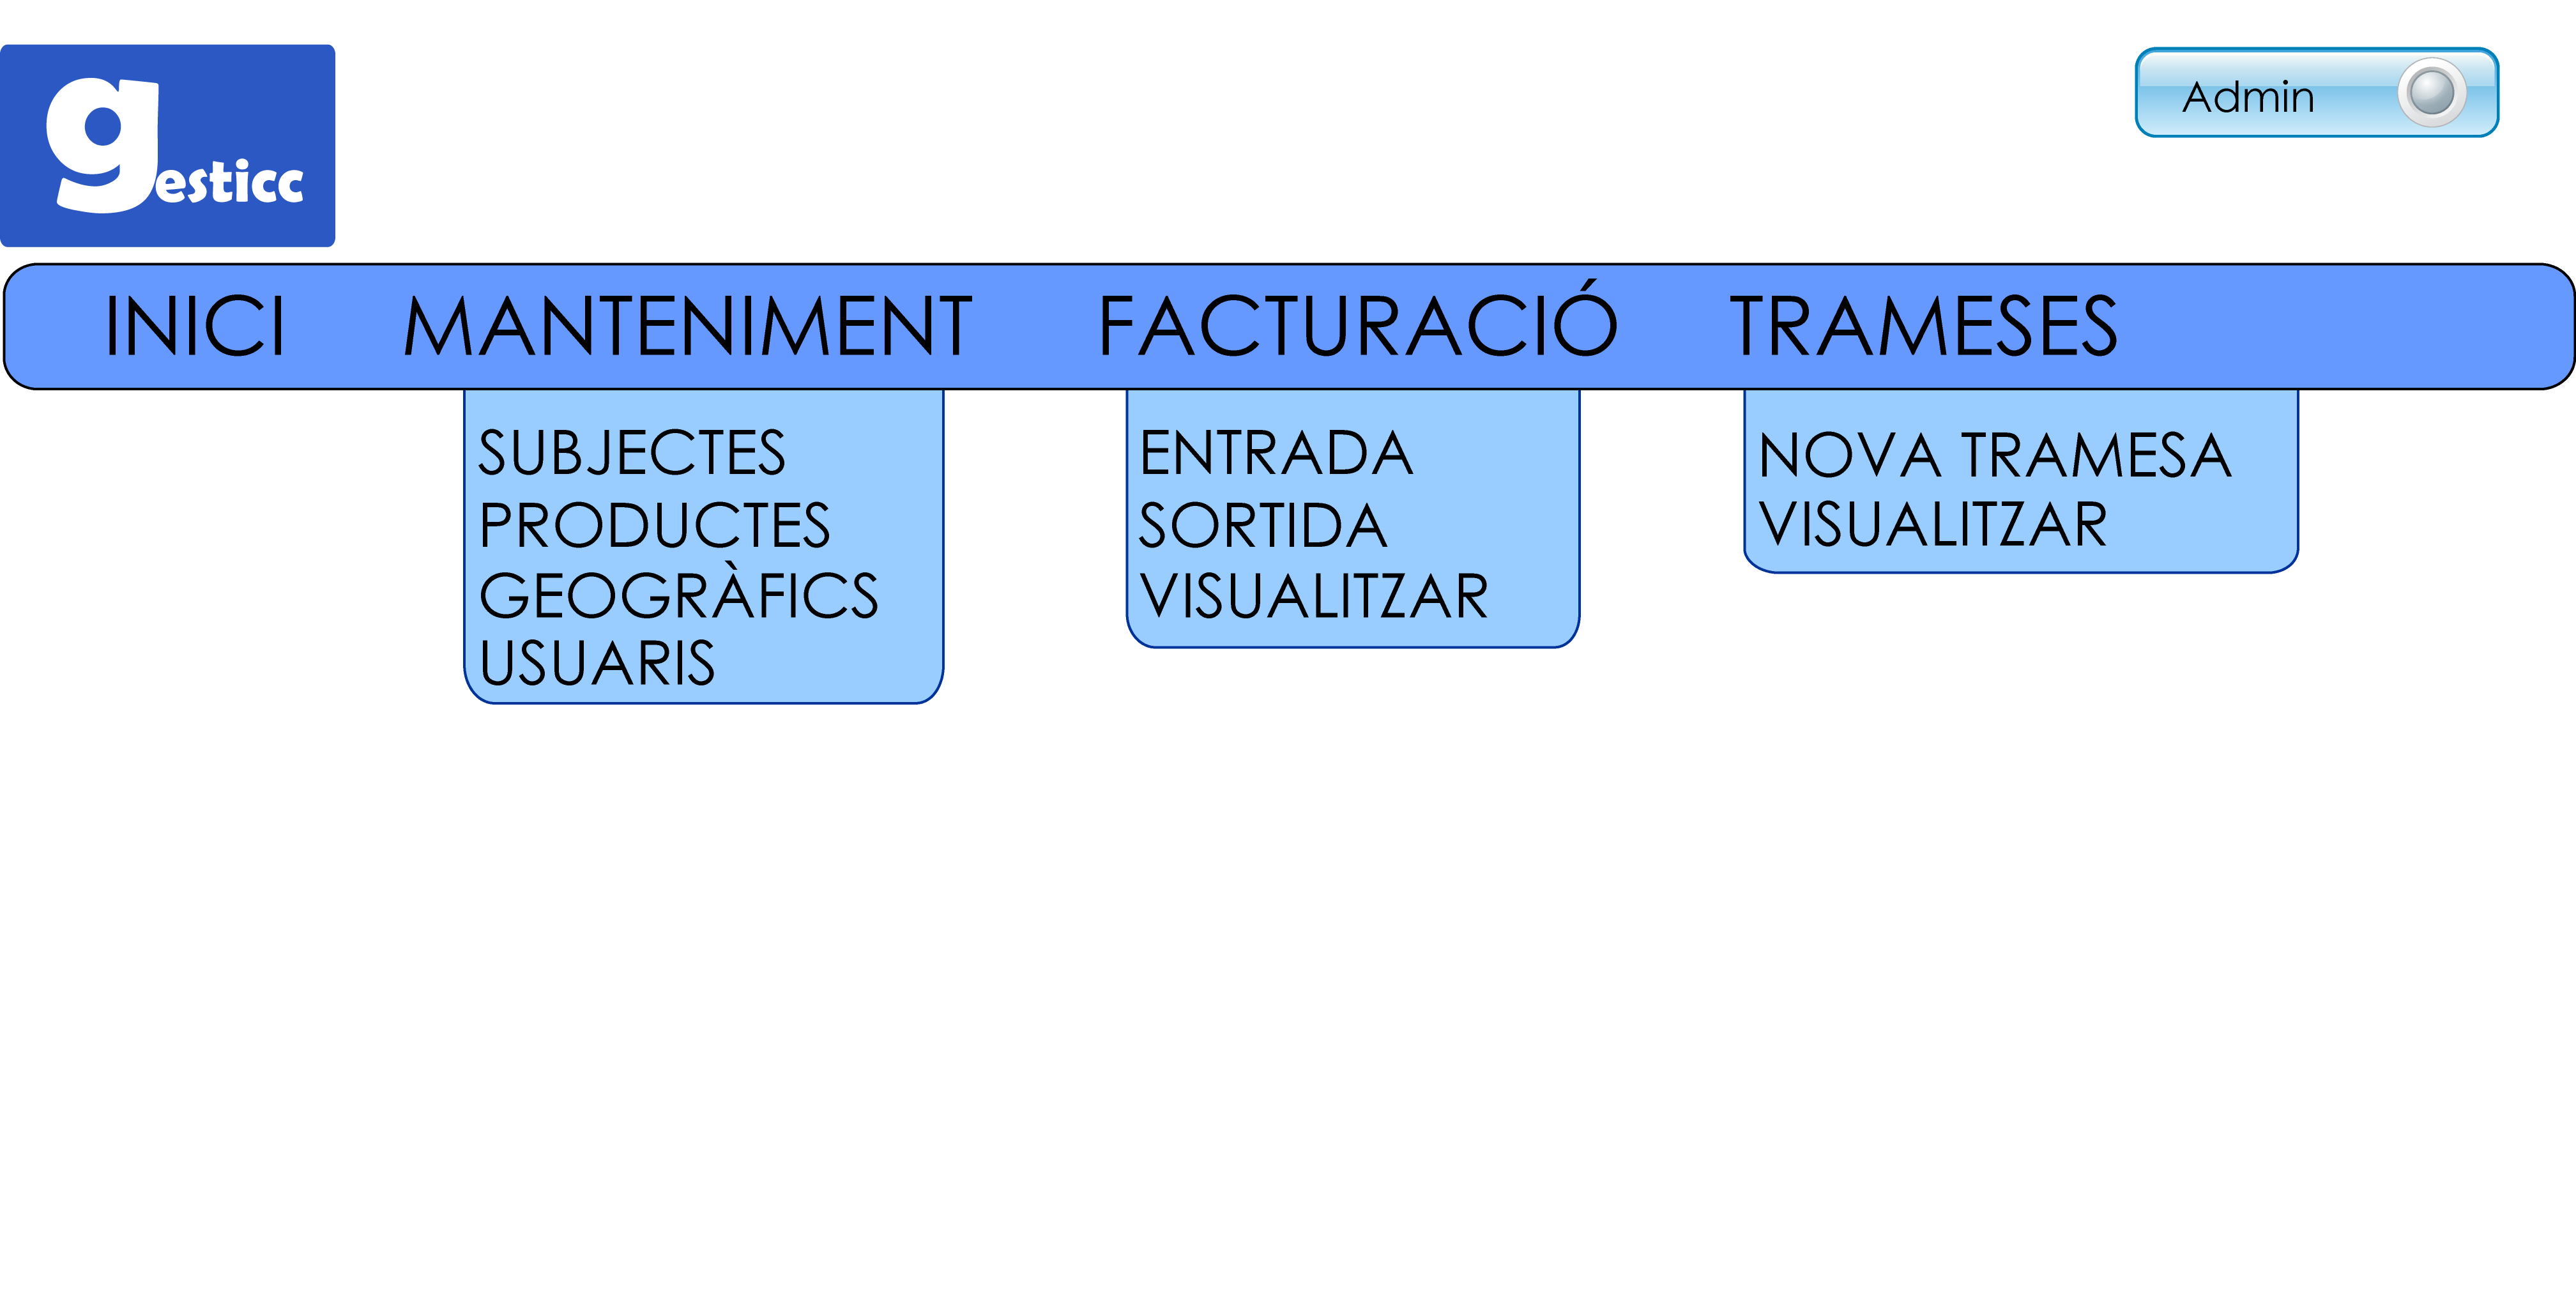 gesticc
Admin
INICI MANTENIMENT FACTURACIÓ TRAMESES
SUBJECTES
PRODUCTES
GEOGRÀFICS
USUARIS
ENTRADA
SORTIDA
VISUALITZAR
NOVA TRAMESA
VISUALITZAR